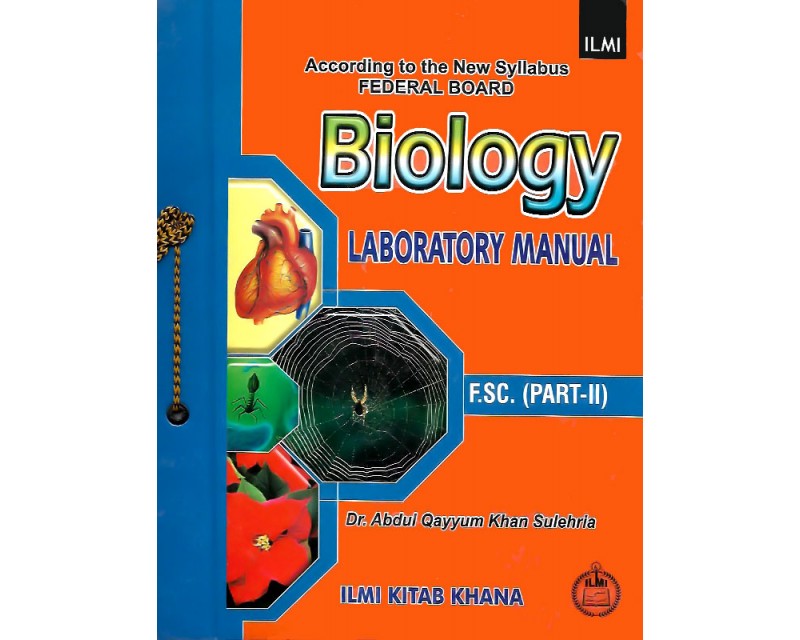 ILMI
According to the New Syllabus
FEDERAL BOARD
Biology
LABORATORY MANUAL
F.SC. (PART-II)
Dr. Abdul Qayyum Khan Sulehria
ILMI KITAB KHANA
ILMI